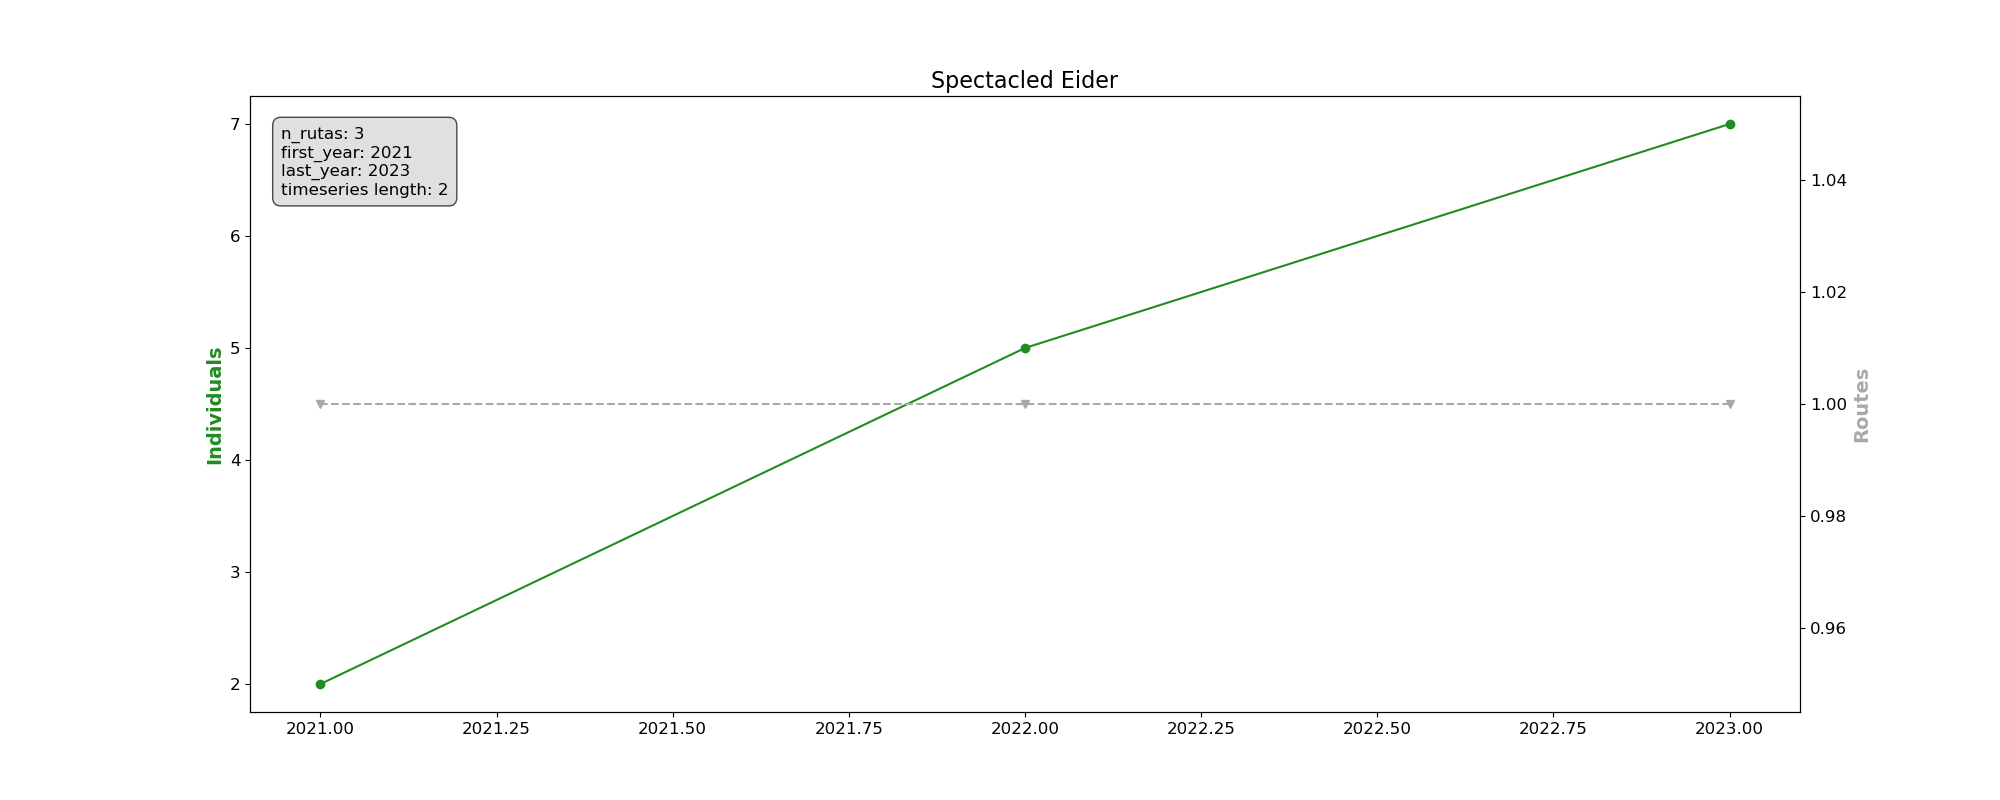 Spectacled Eider
n_rutas: 3
first_year: 2021
last_year: 2023
timeseries length: 2
7
6
5
4
3
2
Individuals
1.04
1.02
1.00
0.98
0.96
Routes
2021.00 2021.25 2021.50 2021.75 2022.00 2022.25 2022.50 2022.75 2023.00